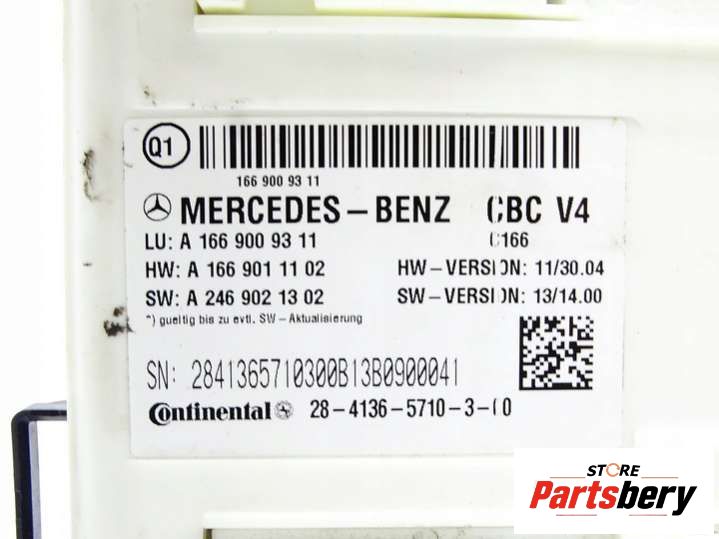 Q1
166 900 93 11
MERCEDES-BENZ CBC V4
LU: A 166 900 93 11 C166
HW: A 166 901 11 02 HW-VERSION: 11/30.04
SW: A 246 902 13 02 SW-VERSION: 13/14.00
*) gueltig bis zu evtl. SW-Aktualisierung
SN: 2841365710300B13B0900041
Continental 28-4136-5710-3-00
STORE
Partsbery